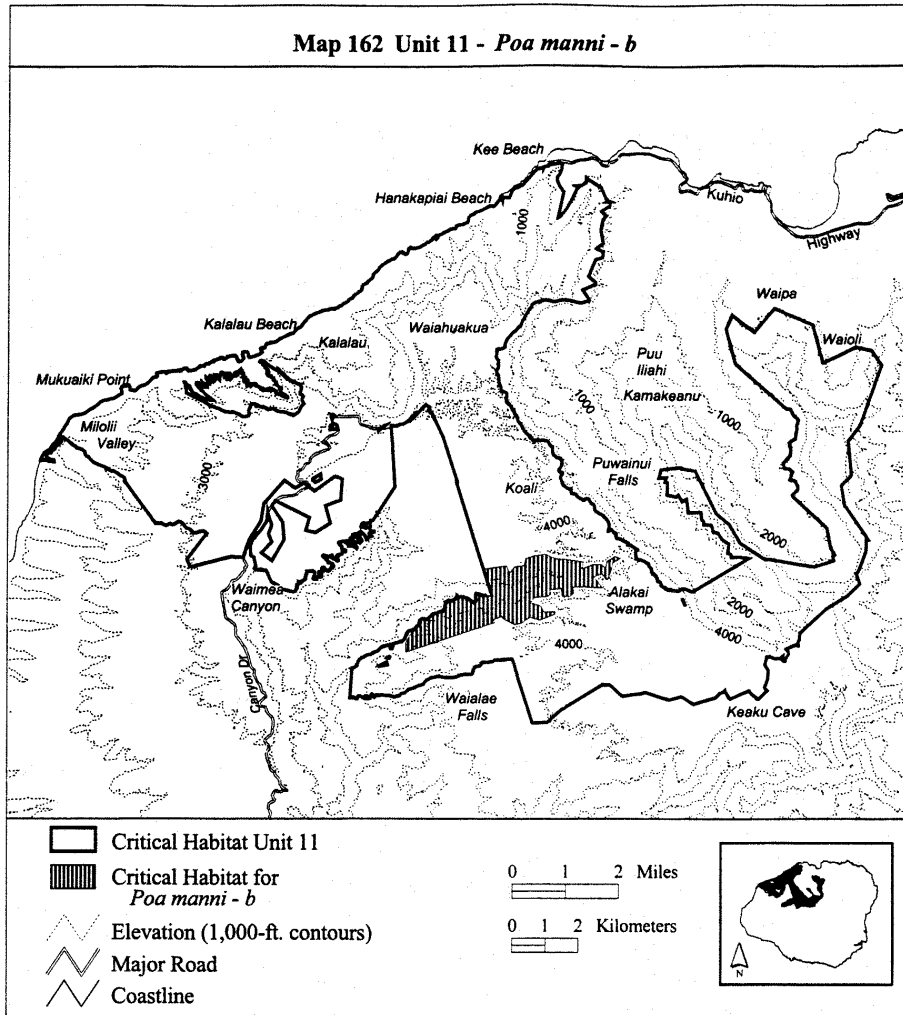 Map 162 Unit 11 - Poa manni - b
Kee Beach
Hanakapiai Beach
1000
Kuhio
Highway
Waipa
Kalalau Beach
Kalalau
Waiahuakua
Waioli
Puu
Iliahi
Mukuaiki Point
Kamakeanu
1000
1000
Milolii
Valley
3000
Puwainui
Falls
Koali
4000
2000
Waimea
Canyon
Alakai
Swamp
2000
4000
4000
Canyon Dr
Waialae
Falls
Keaku Cave
Critical Habitat Unit 11
Critical Habitat for
Poa manni - b
Elevation (1,000-ft. contours)
Major Road
Coastline
0 1 2 Miles
0 1 2 Kilometers
N